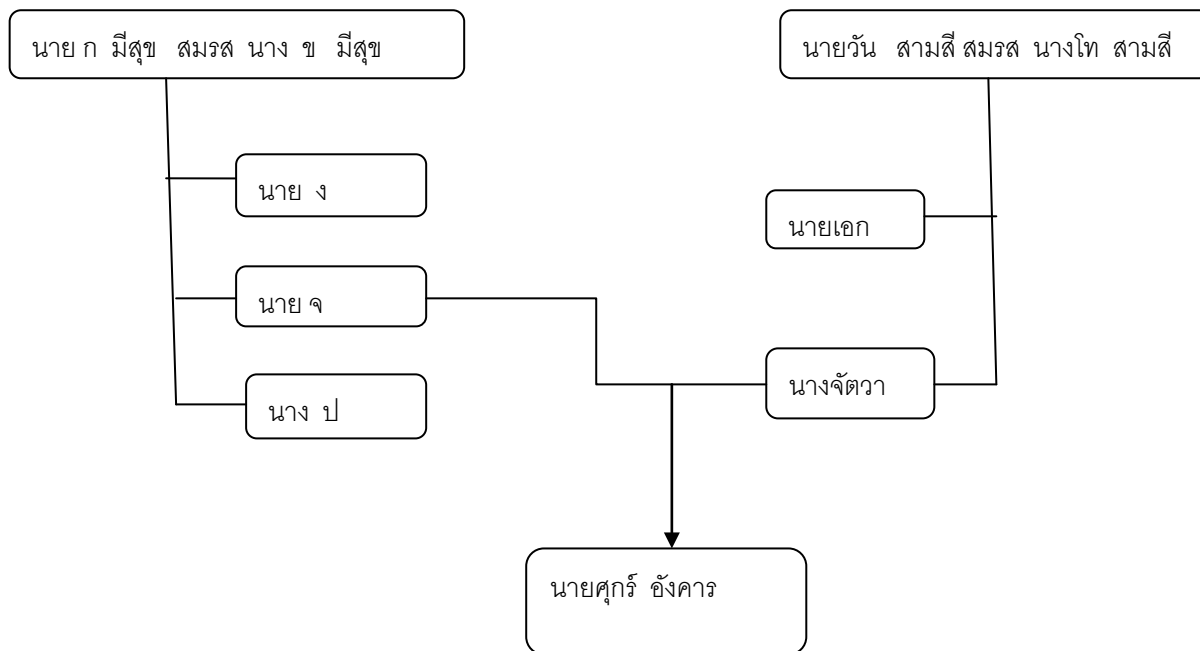 นาย ก มีสุข สมรส นาง ข มีสุข
นายวัน สามสี สมรส นางโท สามสี
นาย ง
นายเอก
นาย จ
นางจัตวา
นาง ป
นายศุกร์ อังคาร